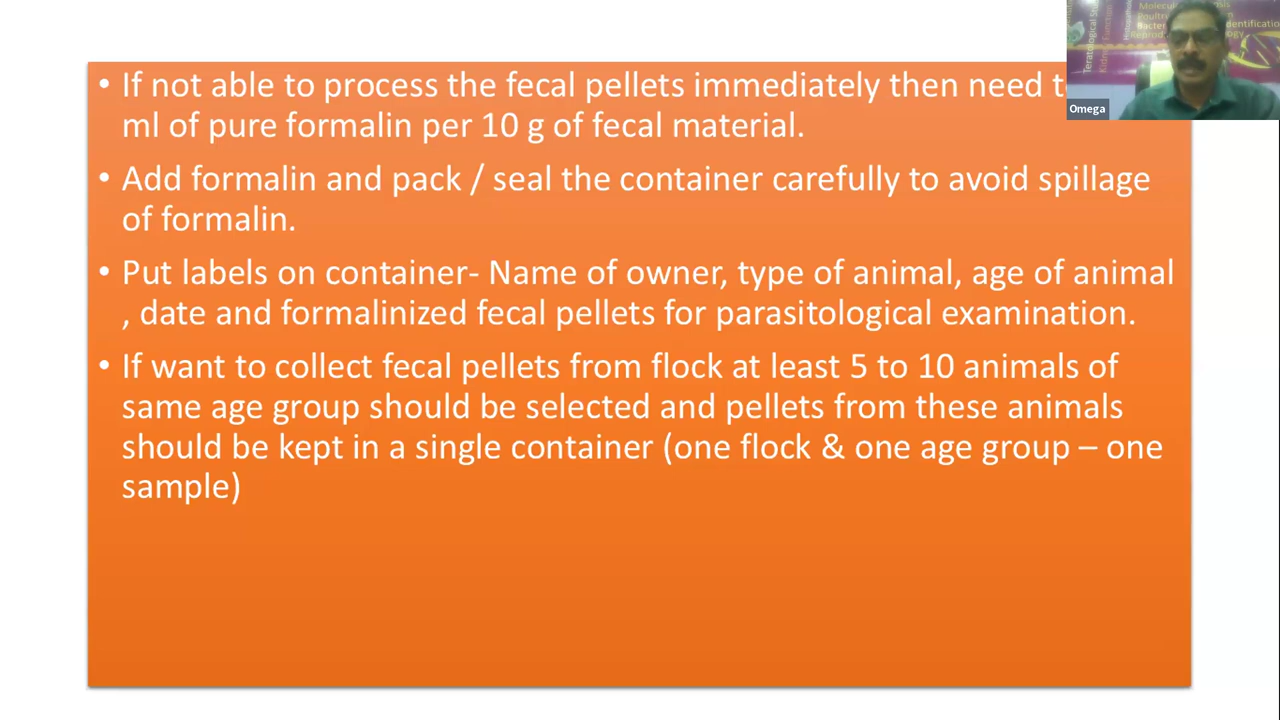 • If not able to process the fecal pellets immediately then need
ml of pure formalin per 10 g of fecal material.
• Add formalin and pack / seal the container carefully to avoid spillage
of formalin.
• Put labels on container- Name of owner, type of animal, age of animal
, date and formalinized fecal pellets for parasitological examination.
• If want to collect fecal pellets from flock at least 5 to 10 animals of
same age group should be selected and pellets from these animals
should be kept in a single container (one flock & one age group – one
sample)
Omega